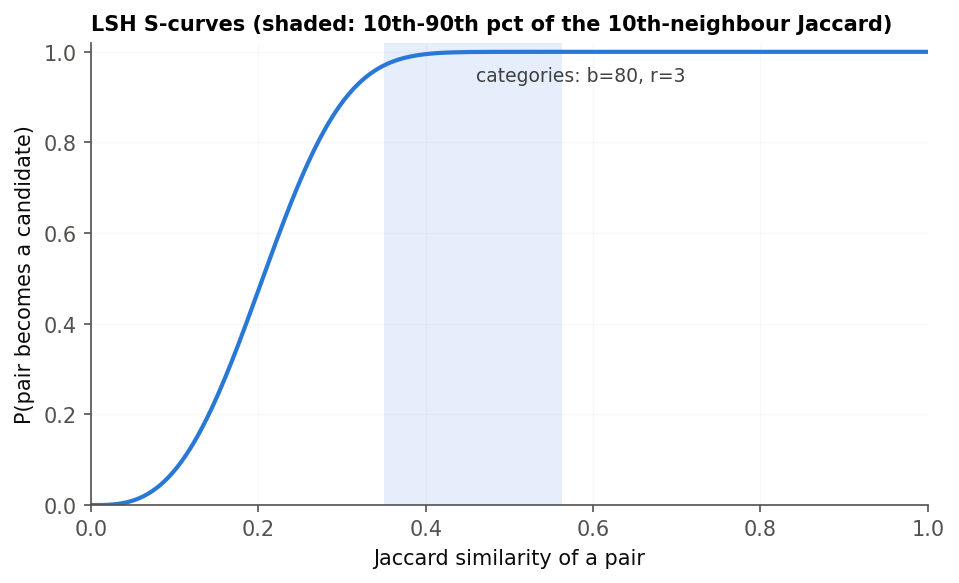 LSH S-curves (shaded: 10th-90th pct of the 10th-neighbour Jaccard)
1.0
categories: b=80, r=3
0.8
0.6
0.4
0.2
0.0
P(pair becomes a candidate)
0.0 0.2 0.4 0.6 0.8 1.0
Jaccard similarity of a pair